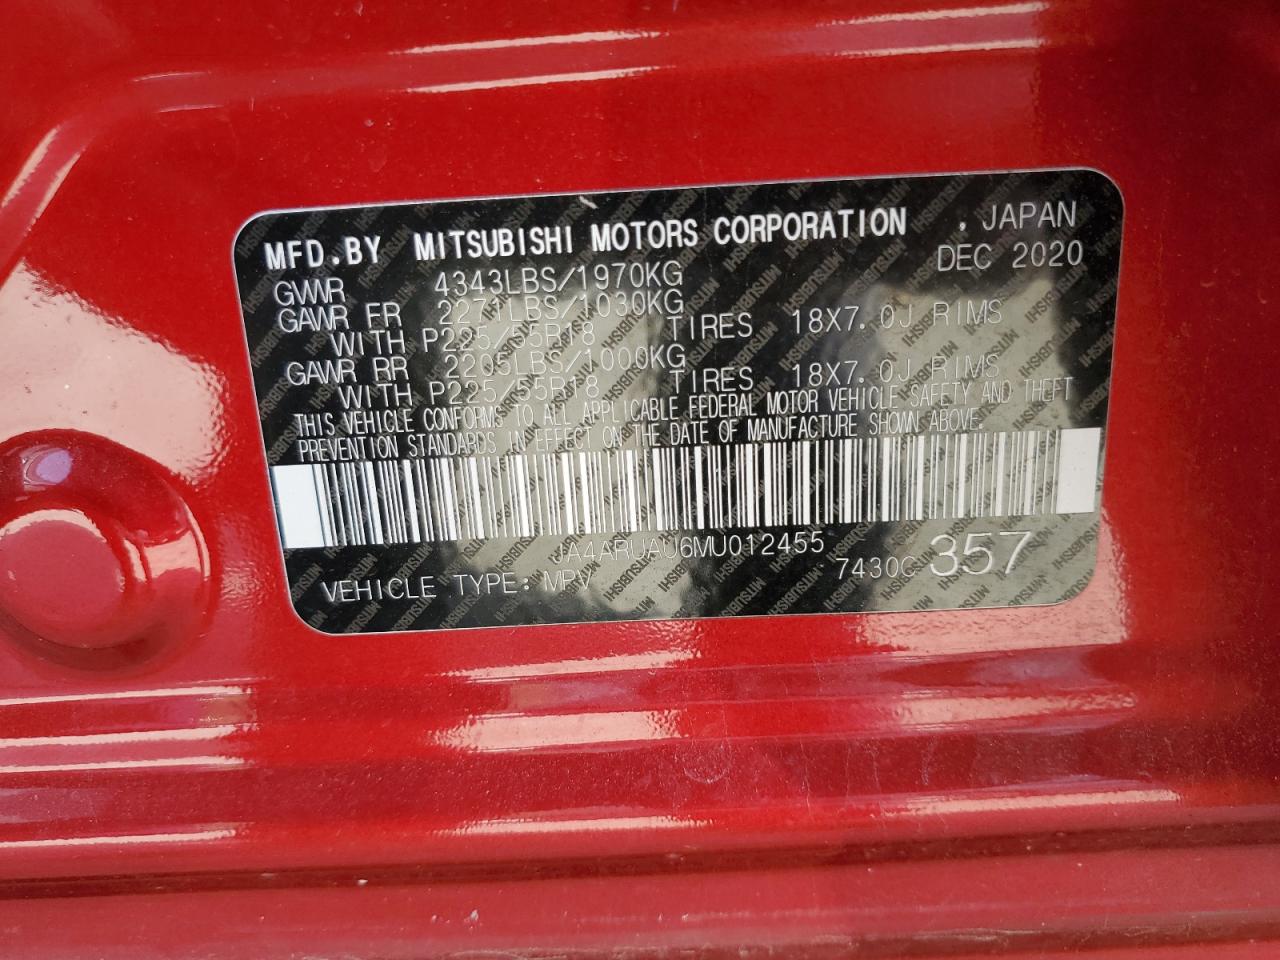 MFD.BY MITSUBISHI MOTORS CORPORATION . JAPAN
DEC 2020
GVWR 4343LBS/1970KG
GAWR FR 2271LBS/1030KG
WITH P225/55R18 TIRES 18X7.0J RIMS
GAWR RR 2205LBS/1000KG
WITH P225/55R18 TIRES 18X7.0J RIMS
THIS VEHICLE CONFORMS TO ALL APPLICABLE FEDERAL MOTOR VEHICLE SAFETY AND THEFT
PREVENTION STANDARDS IN EFFECT ON THE DATE OF MANUFACTURE SHOWN ABOVE.
JA4ARUAU6MU012455
VEHICLE TYPE: MPV 7430C 357